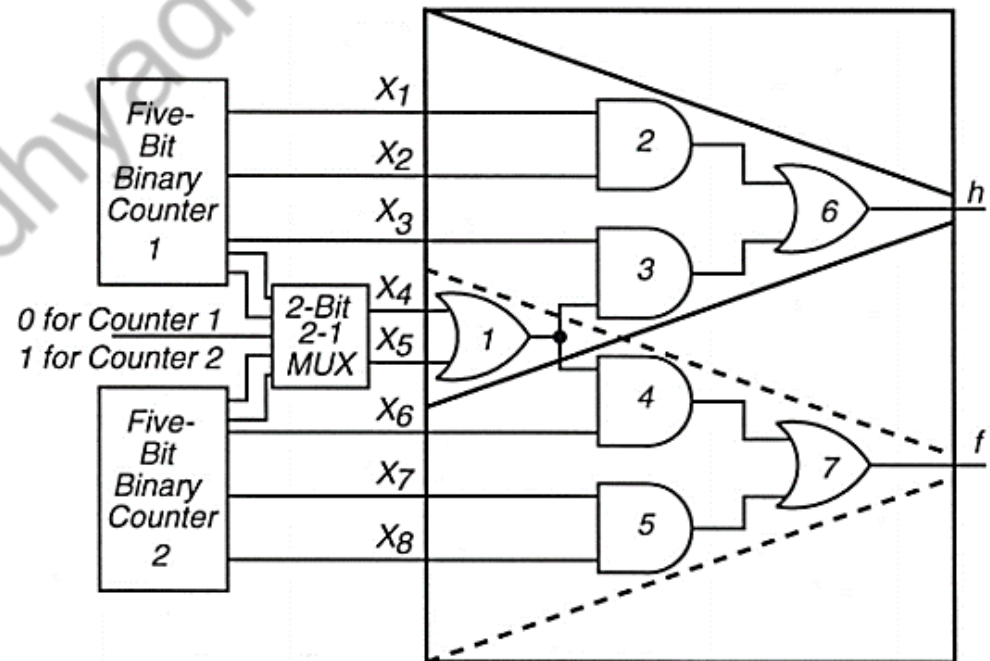 Five-
Bit
Binary
Counter
1
0 for Counter 1
1 for Counter 2
Five-
Bit
Binary
Counter
2
2-Bit
2-1
MUX
X1
X2
X3
X4
X5
X6
X7
X8
1
2
3
4
5
6
7
h
f